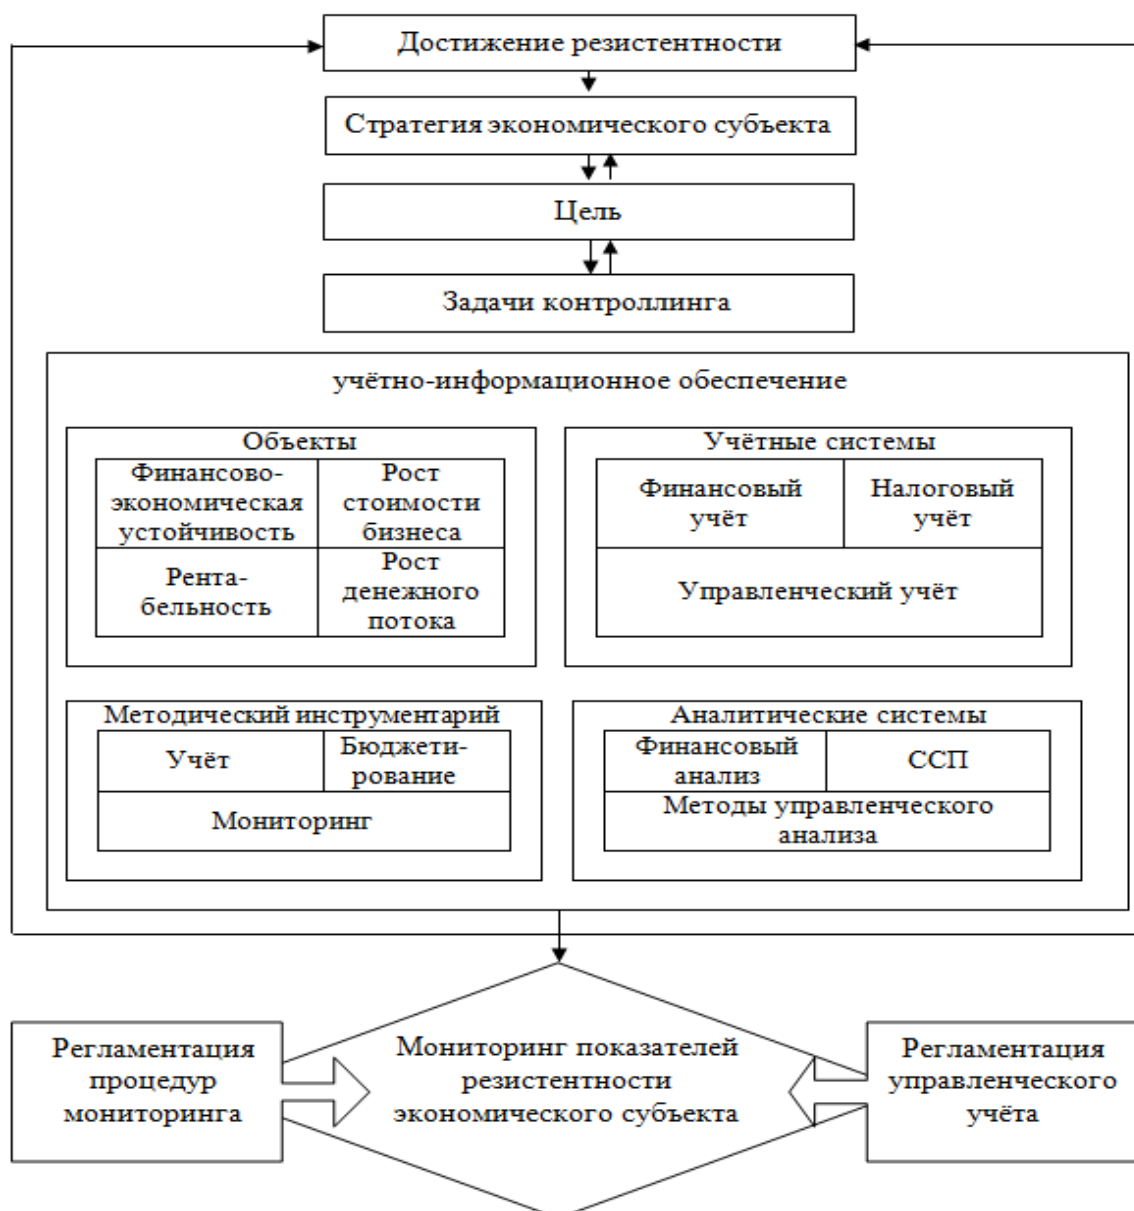 Достижение резистентности
Стратегия экономического субъекта
Цель
Задачи контроллинга
учётно-информационное обеспечение
Объекты
Финансово-
экономическая
устойчивость
Рост
стоимости
бизнеса
Рента-
бельность
Рост
денежного
потока
Учётные системы
Финансовый
учёт
Налоговый
учёт
Управленческий учёт
Методический инструментарий
Учёт
Бюджети-
рование
Мониторинг
Аналитические системы
Финансовый
анализ
ССП
Методы управленческого
анализа
Регламентация
процедур
мониторинга
Мониторинг показателей
резистентности
экономического субъекта
Регламентация
управленческого
учёта